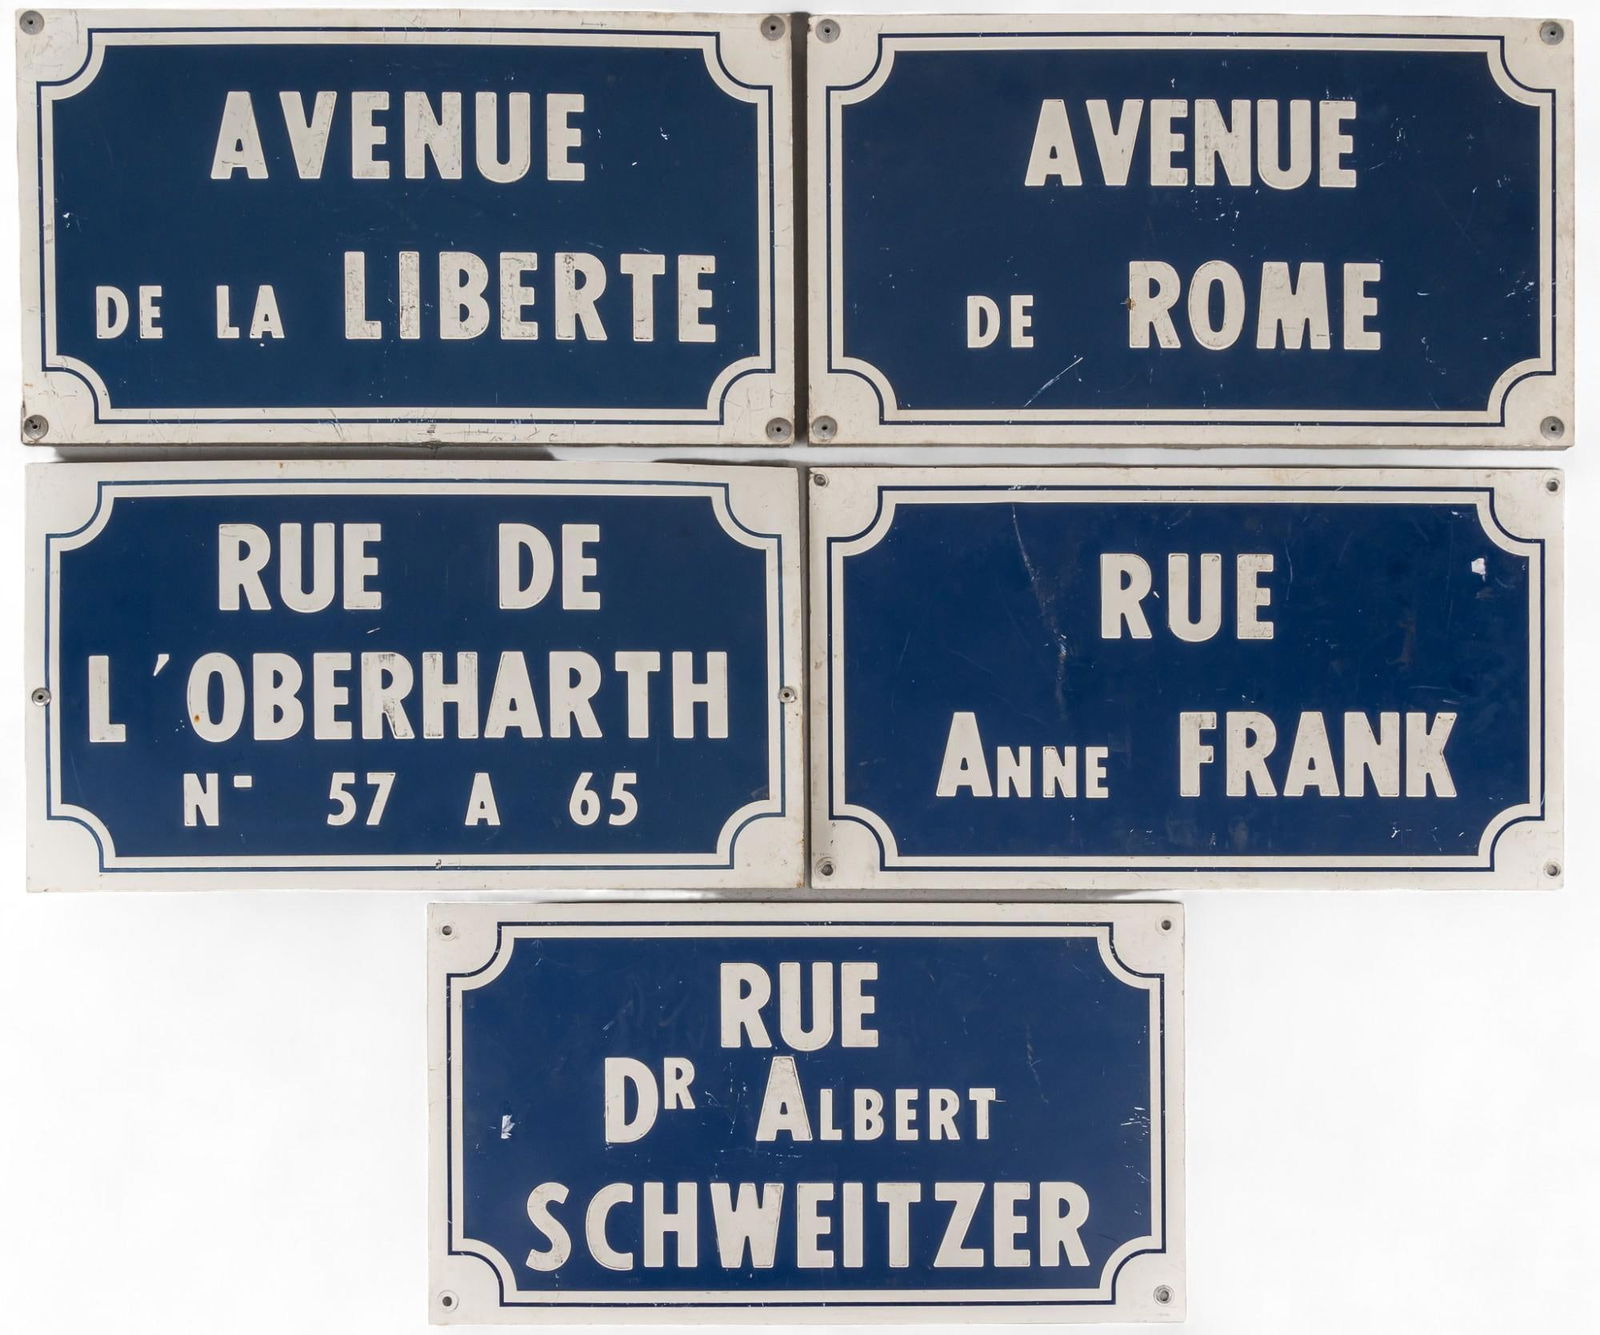 AVENUE
DE LA LIBERTE
AVENUE
DE ROME
RUE DE
L'OBERHARTH
N- 57 A 65
RUE
ANNE FRANK
RUE
DR ALBERT
SCHWEITZER